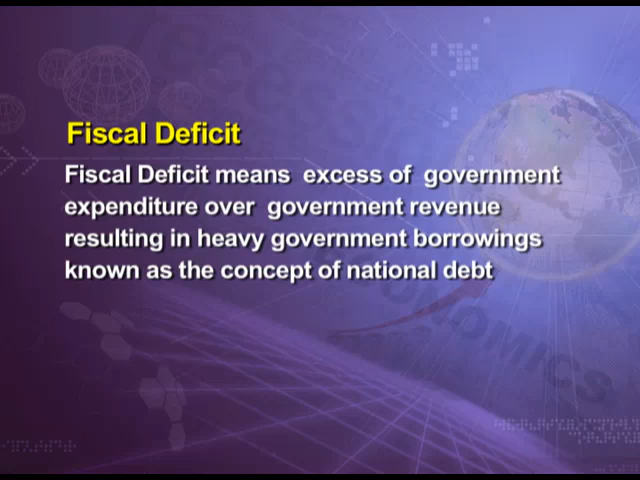 Fiscal Deficit
Fiscal Deficit means excess of government
expenditure over government revenue
resulting in heavy government borrowings
known as the concept of national debt
ECONOMICS